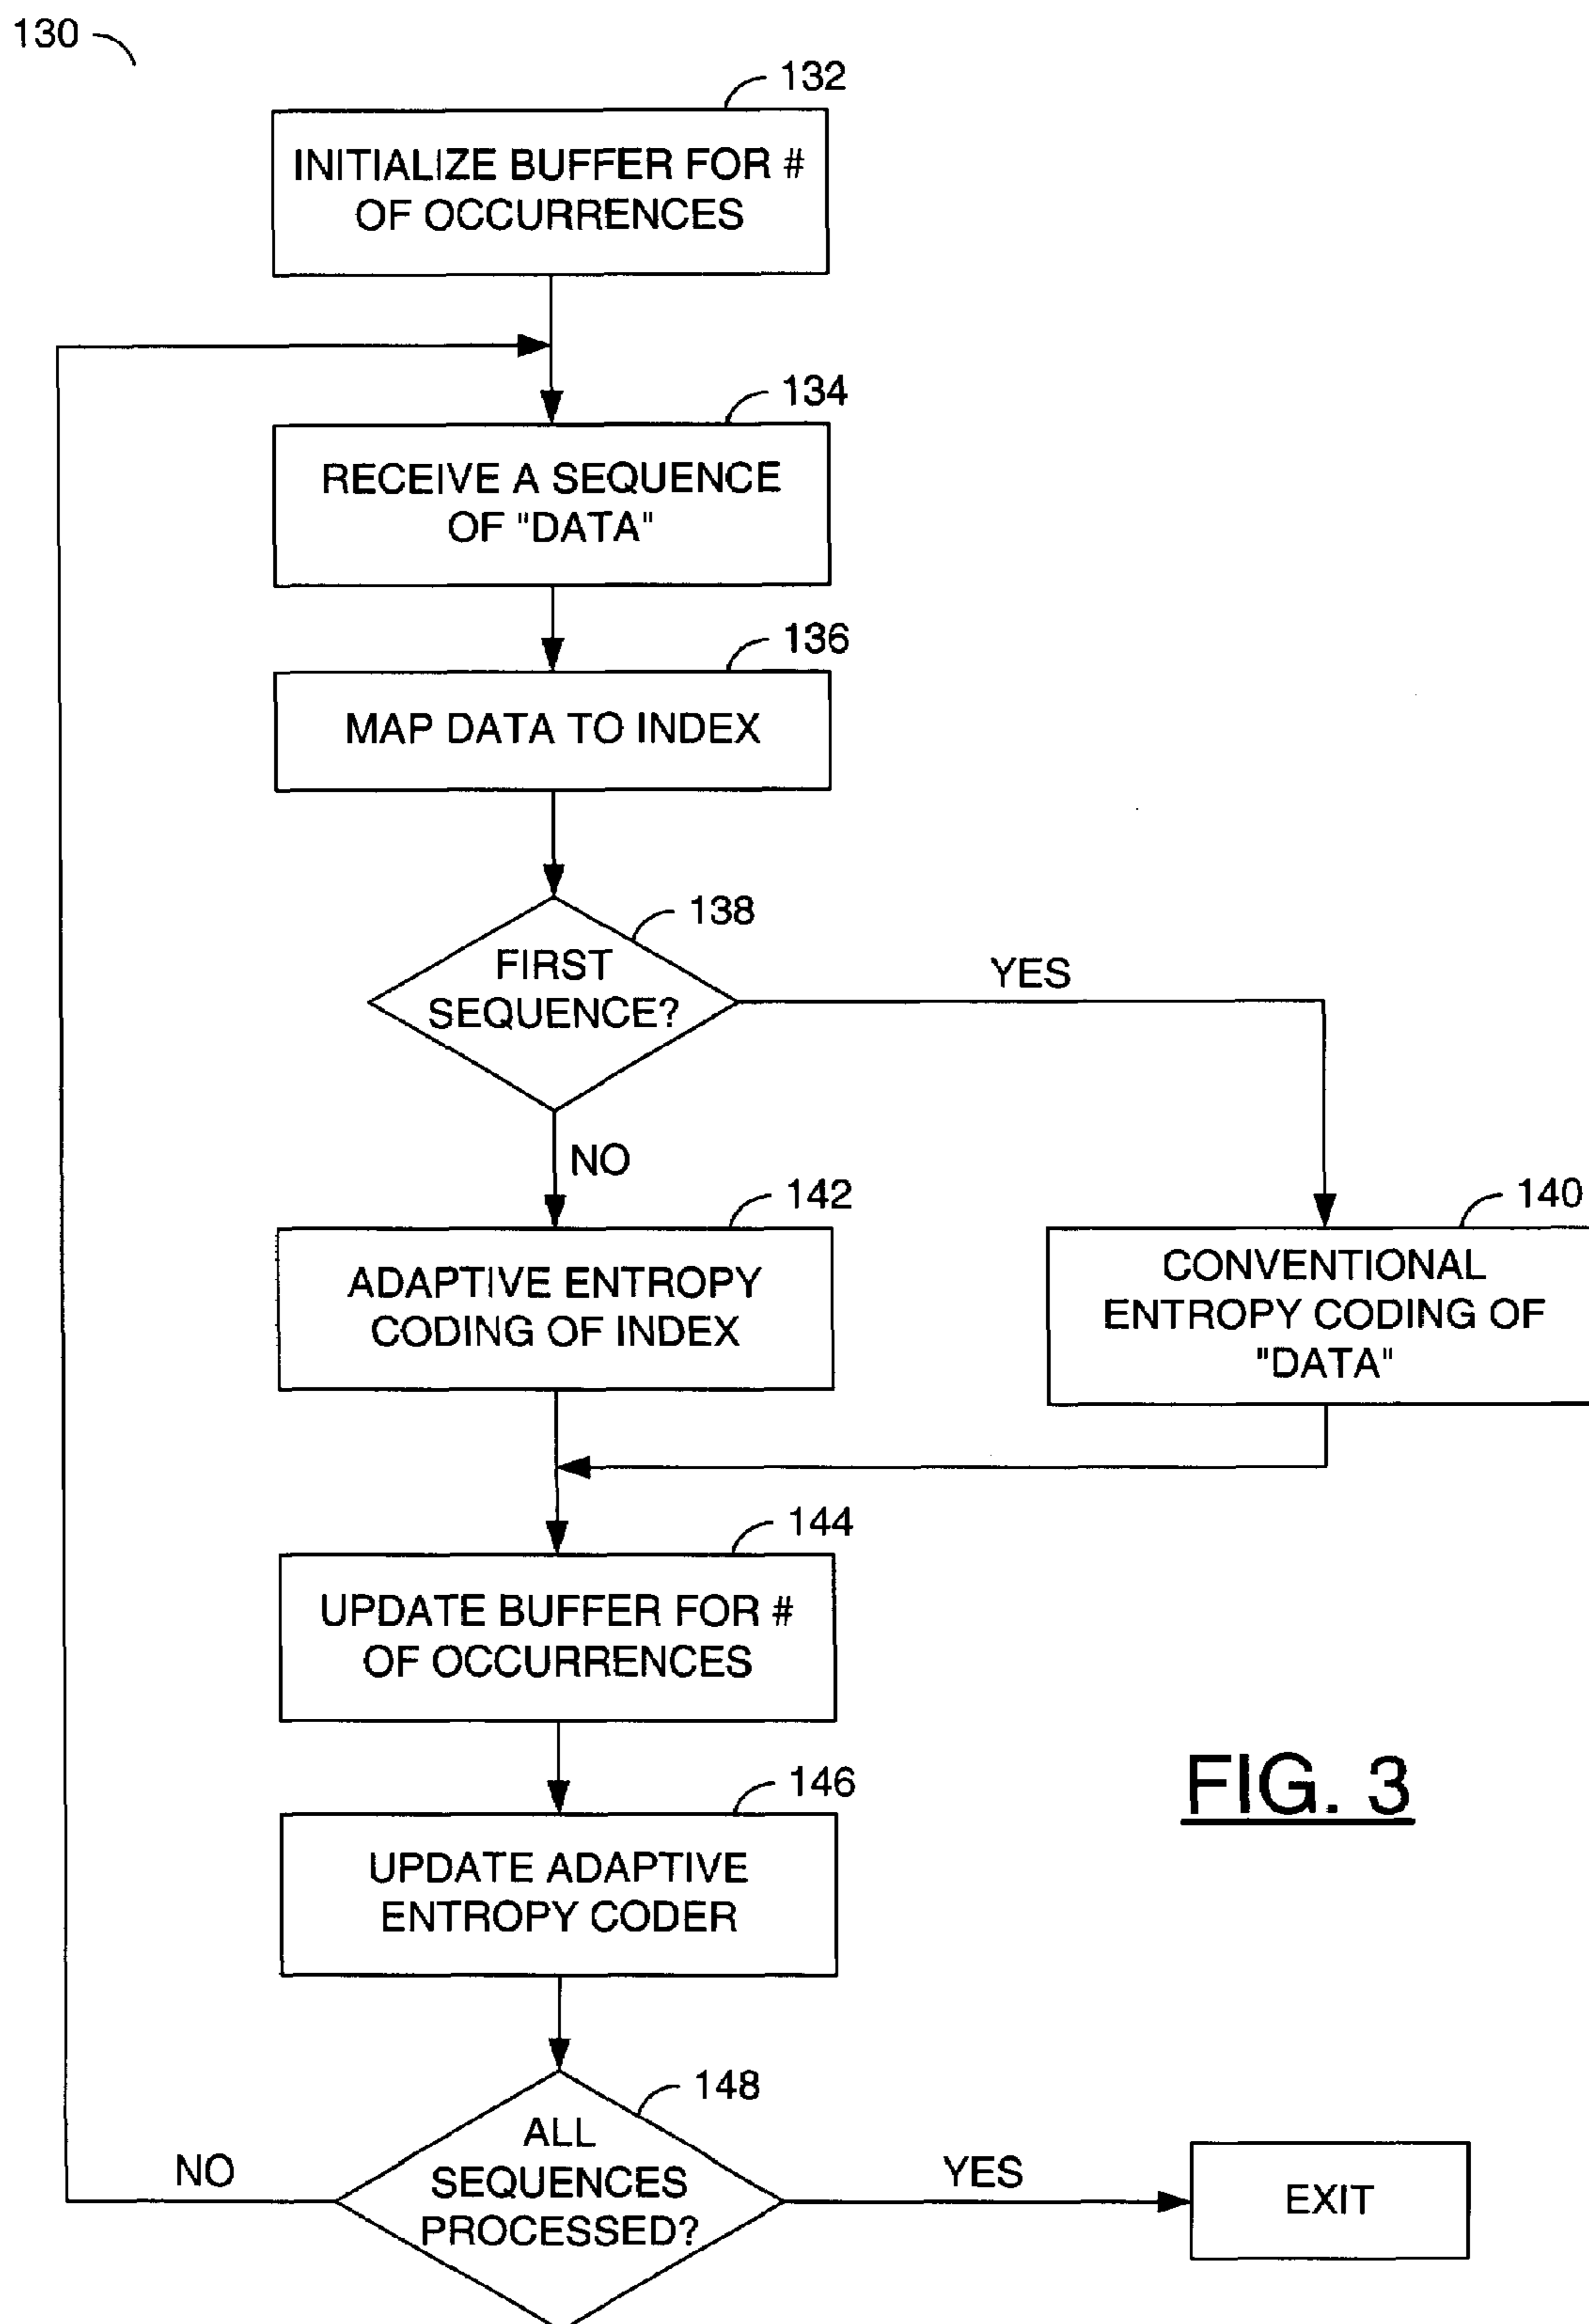 130
132
INITIALIZE BUFFER FOR #
OF OCCURRENCES
134
RECEIVE A SEQUENCE
OF "DATA"
136
MAP DATA TO INDEX
138
FIRST
SEQUENCE?
YES
NO
142
ADAPTIVE ENTROPY
CODING OF INDEX
140
CONVENTIONAL
ENTROPY CODING OF
"DATA"
144
UPDATE BUFFER FOR #
OF OCCURRENCES
146
UPDATE ADAPTIVE
ENTROPY CODER
FIG. 3
148
ALL
SEQUENCES
PROCESSED?
NO
YES
EXIT